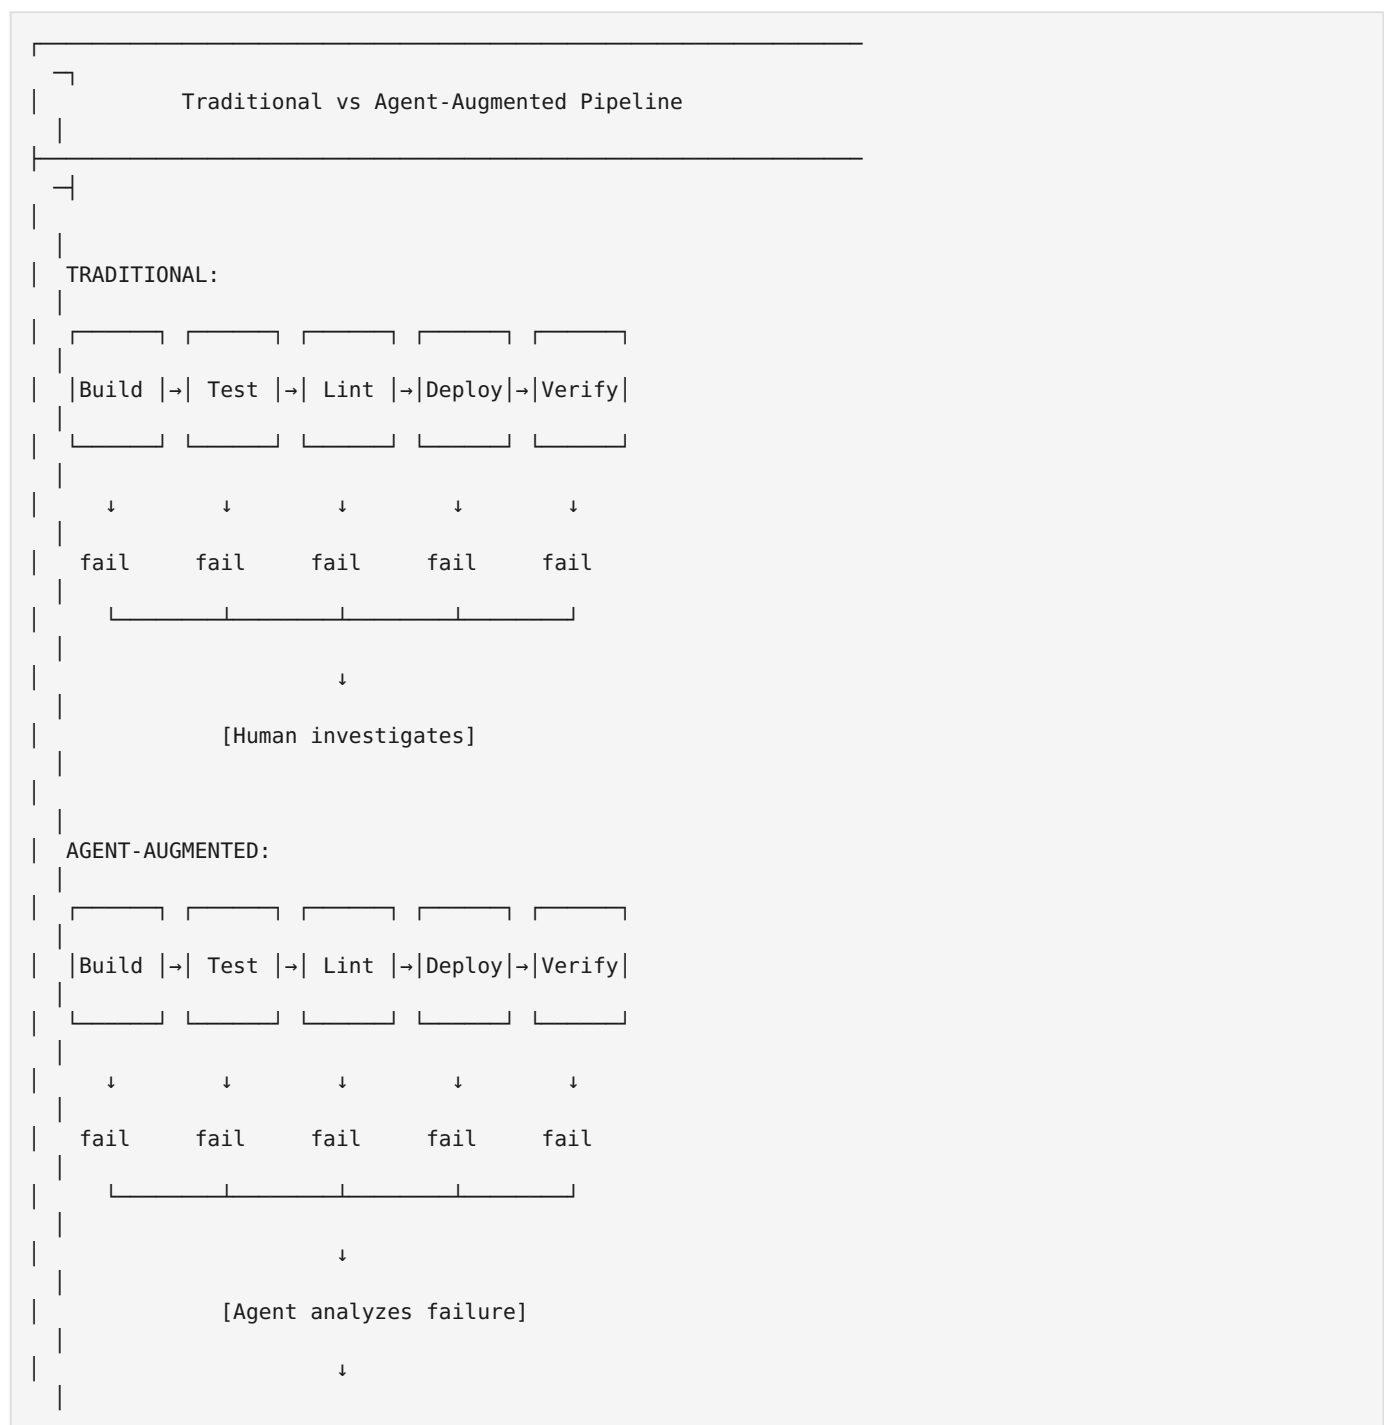 Traditional vs Agent-Augmented Pipeline
TRADITIONAL:
│Build │→│ Test │→│ Lint │→│Deploy│→│Verify│
↓ ↓ ↓ ↓ ↓
fail fail fail fail fail
↓
[Human investigates]
AGENT-AUGMENTED:
│Build │→│ Test │→│ Lint │→│Deploy│→│Verify│
↓ ↓ ↓ ↓ ↓
fail fail fail fail fail
↓
[Agent analyzes failure]
↓